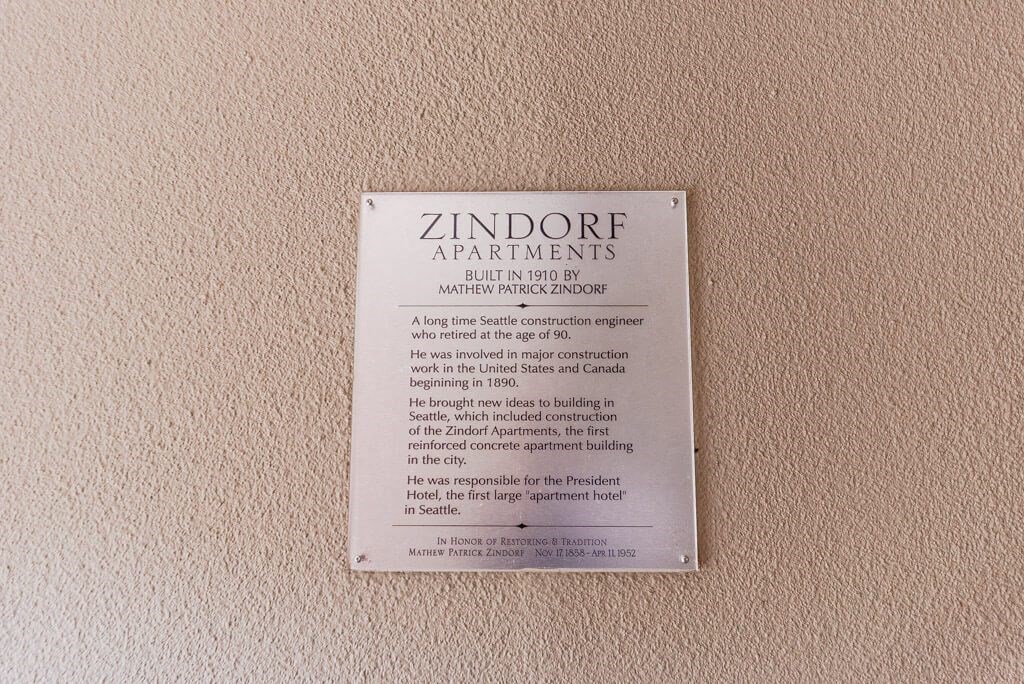 ZINDORF
APARTMENTS
BUILT IN 1910 BY
MATHEW PATRICK ZINDORF
A long time Seattle construction engineer
who retired at the age of 90.
He was involved in major construction
work in the United States and Canada
beginining in 1890.
He brought new ideas to building in
Seattle, which included construction
of the Zindorf Apartments, the first
reinforced concrete apartment building
in the city.
He was responsible for the President
Hotel, the first large "apartment hotel"
in Seattle.
IN HONOR OF RESTORING & TRADITION
MATHEW PATRICK ZINDORF NOV 17, 1858 - APR 11, 1952